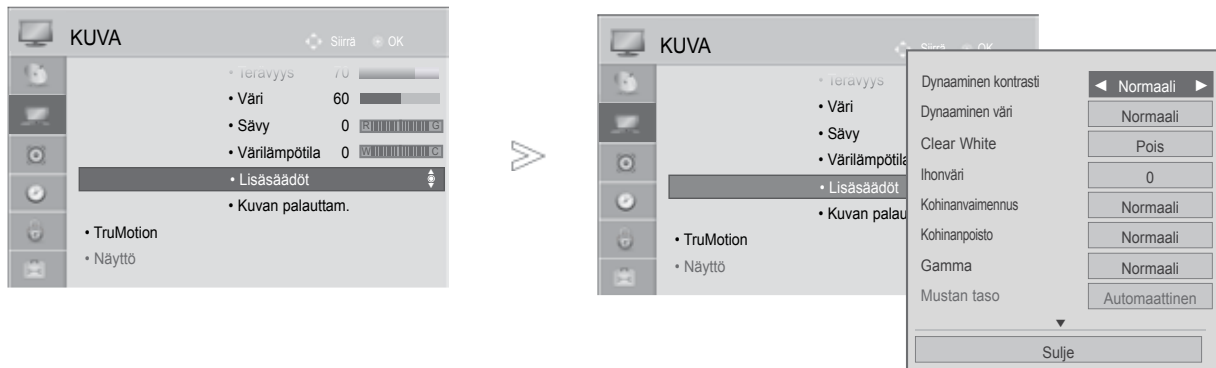 KUVA
Siirrä OK
• Terävyys 70
• Väri 60
• Sävy 0 R G
• Värilämpötila 0 W C
• Lisäsäädöt
• Kuvan palauttam.
• TruMotion
• Näyttö
KUVA
Siirrä OK
• Terävyys
• Väri
• Sävy
• Värilämpötila
• Lisäsäädöt
• Kuvan palau
• TruMotion
• Näyttö
Dynaaminen kontrasti ◄ Normaali ►
Dynaaminen väri Normaali
Clear White Pois
Ihonväri 0
Kohinanvaimennus Normaali
Kohinanpoisto Normaali
Gamma Normaali
Mustan taso Automaattinen
▼
Sulje